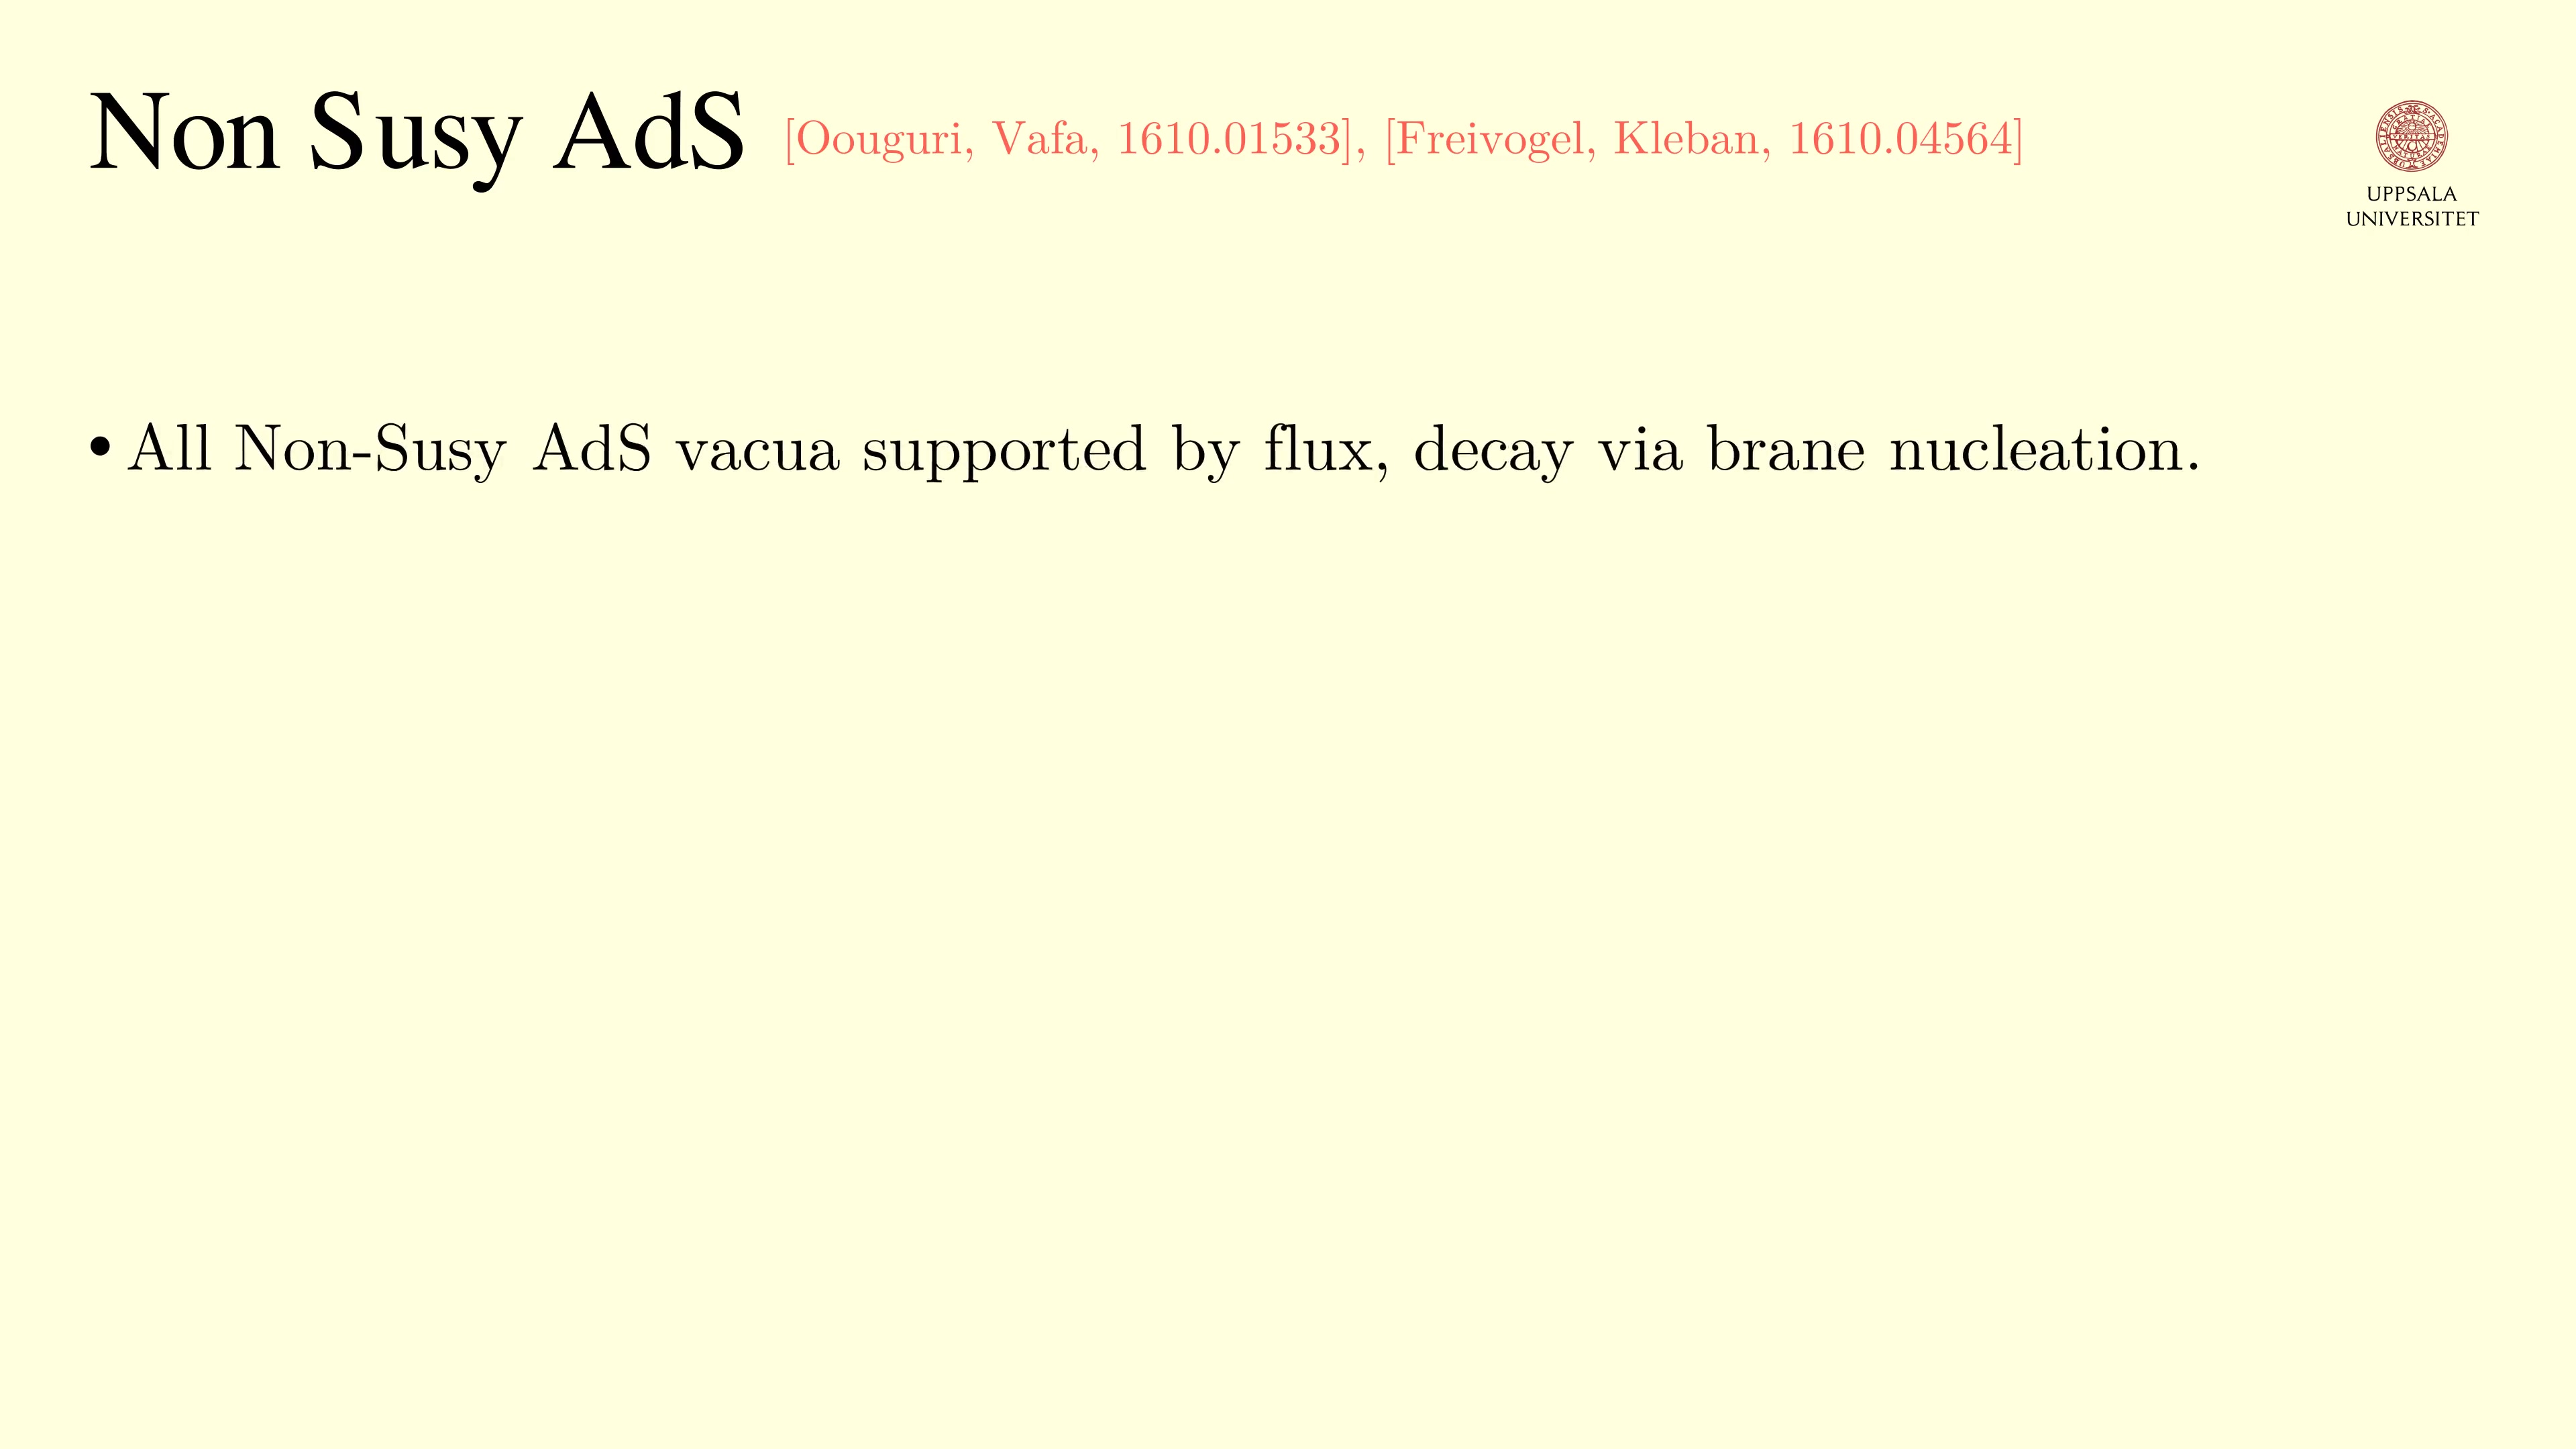 Non Susy AdS [Oouguri, Vafa, 1610.01533], [Freivogel, Kleban, 1610.04564]
UPPSALA
UNIVERSITET
• All Non-Susy AdS vacua supported by flux, decay via brane nucleation.